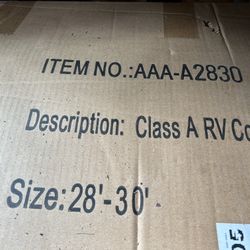 ITEM NO.:AAA-A2830
Description: Class A RV Co
Size:28'-30'